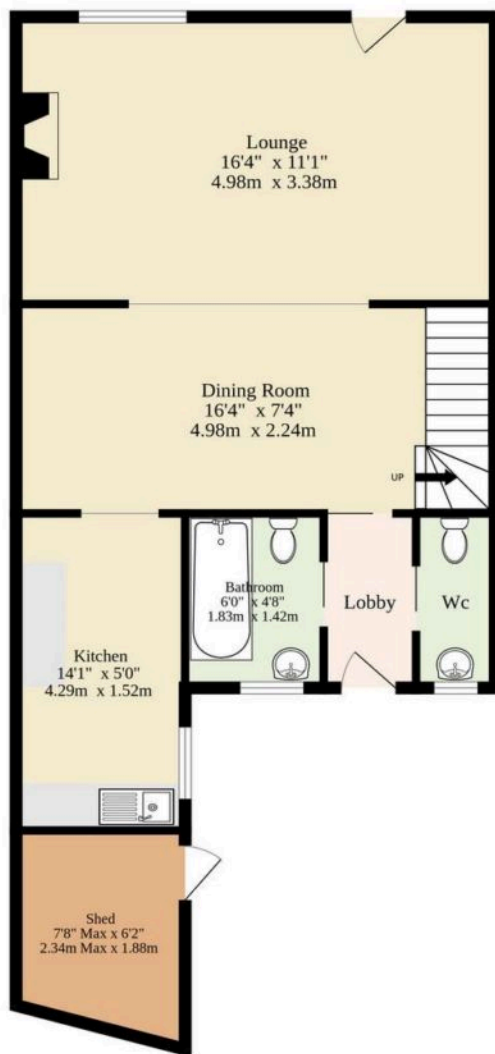 Lounge
16'4" x 11'1"
4.98m x 3.38m
Dining Room
16'4" x 7'4"
4.98m x 2.24m
UP
Bathroom
6'0" x 4'8"
1.83m x 1.42m
Lobby
Wc
Kitchen
14'1" x 5'0"
4.29m x 1.52m
Shed
7'8" Max x 6'2"
2.34m Max x 1.88m